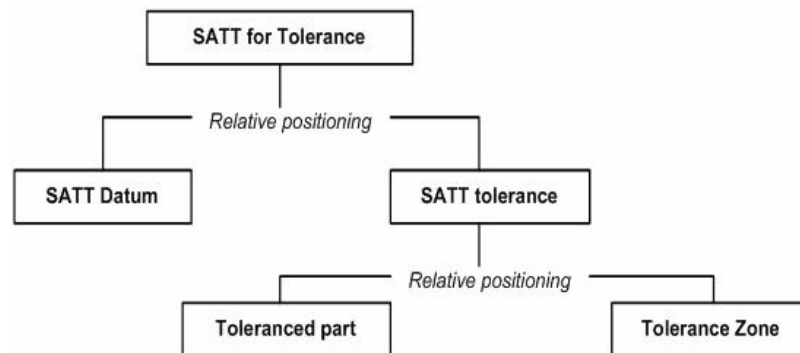 SATT for Tolerance
Relative positioning
SATT Datum
SATT tolerance
Relative positioning
Toleranced part
Tolerance Zone